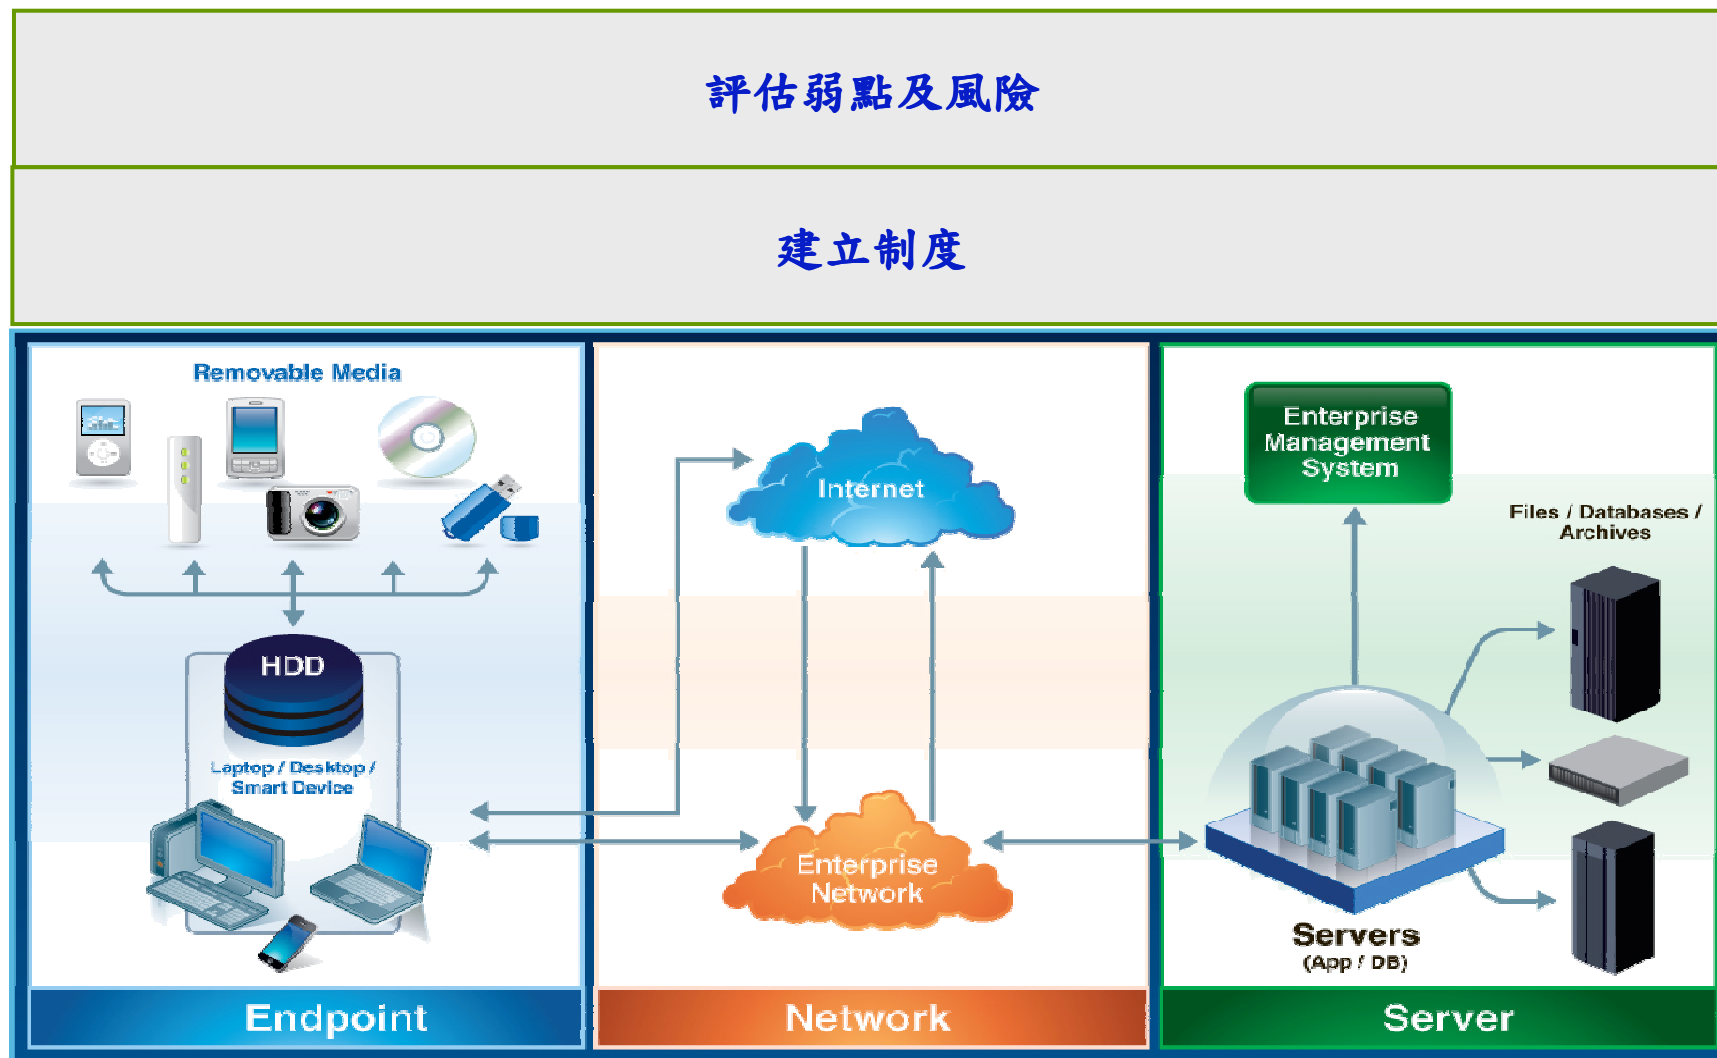 評估弱點及風險
建立制度
Removable Media
HDD
Laptop / Desktop /
Smart Device
Endpoint
Internet
Enterprise
Network
Network
Enterprise
Management
System
Files / Databases /
Archives
Servers
(App / DB)
Server